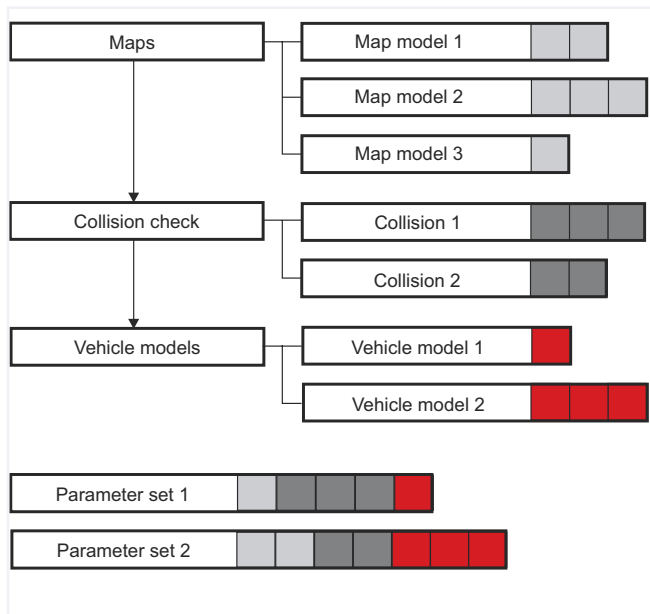 Maps
Map model 1
Map model 2
Map model 3
Collision check
Collision 1
Collision 2
Vehicle models
Vehicle model 1
Vehicle model 2
Parameter set 1
Parameter set 2